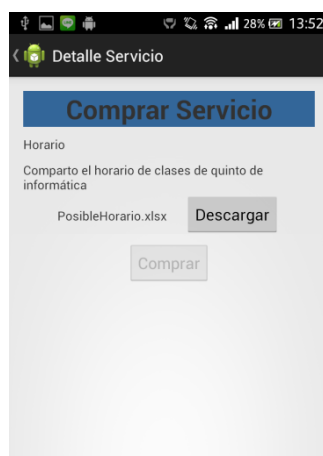 28% 13:52
Detalle Servicio
Comprar Servicio
Horario
Comparto el horario de clases de quinto de
informática
PosibleHorario.xlsx Descargar
Comprar